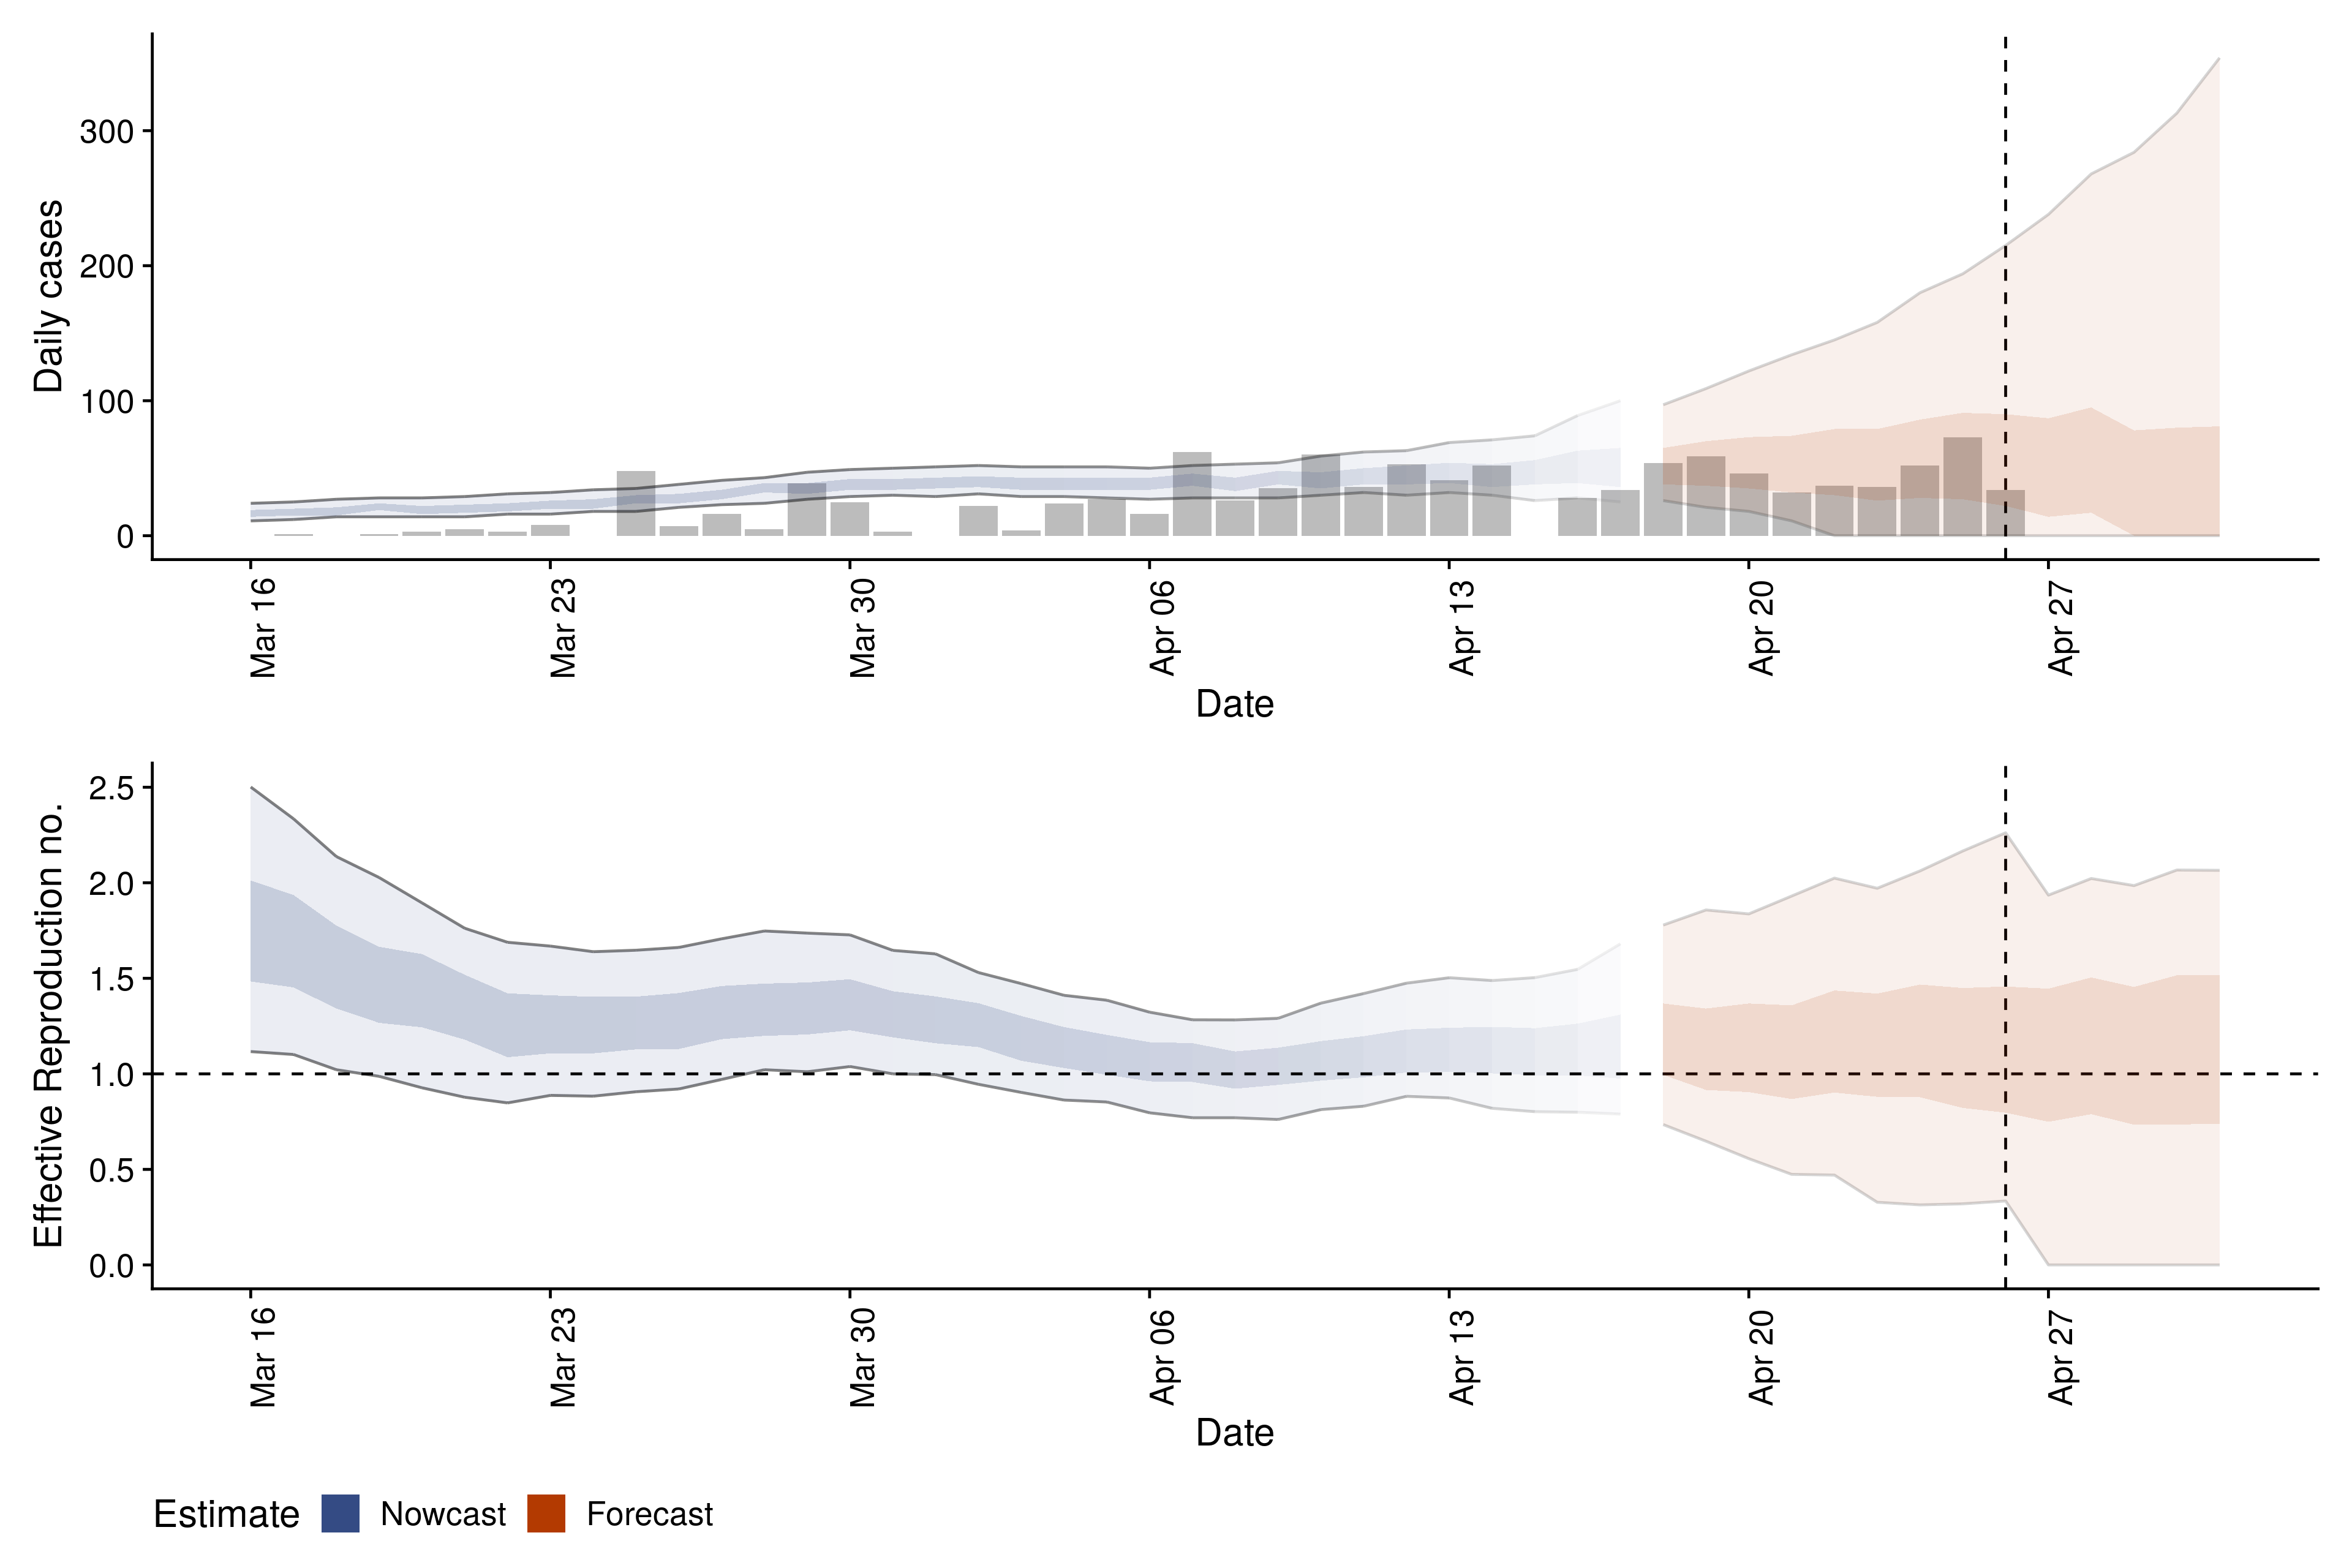 Daily cases
300
200
100
0
Mar 16
Mar 23
Mar 30
Apr 06
Apr 13
Apr 20
Apr 27
Date
Effective Reproduction no.
2.5
2.0
1.5
1.0
0.5
0.0
Mar 16
Mar 23
Mar 30
Apr 06
Apr 13
Apr 20
Apr 27
Date
Estimate Nowcast Forecast